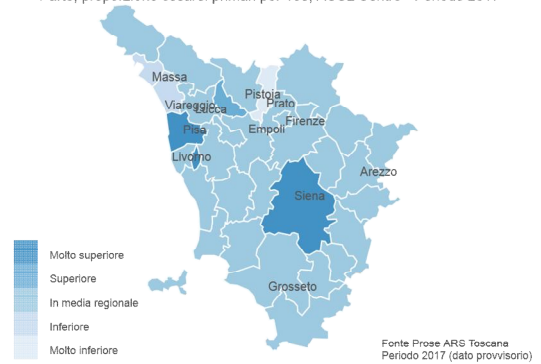 Massa
Pistoia
Viareggio
Lucca
Prato
Pisa
Empoli
Firenze
Livorno
Arezzo
Siena
Grosseto
Molto superiore
Superiore
In media regionale
Inferiore
Molto inferiore
Fonte Prose ARS Toscana
Periodo 2017 (dato provvisorio)